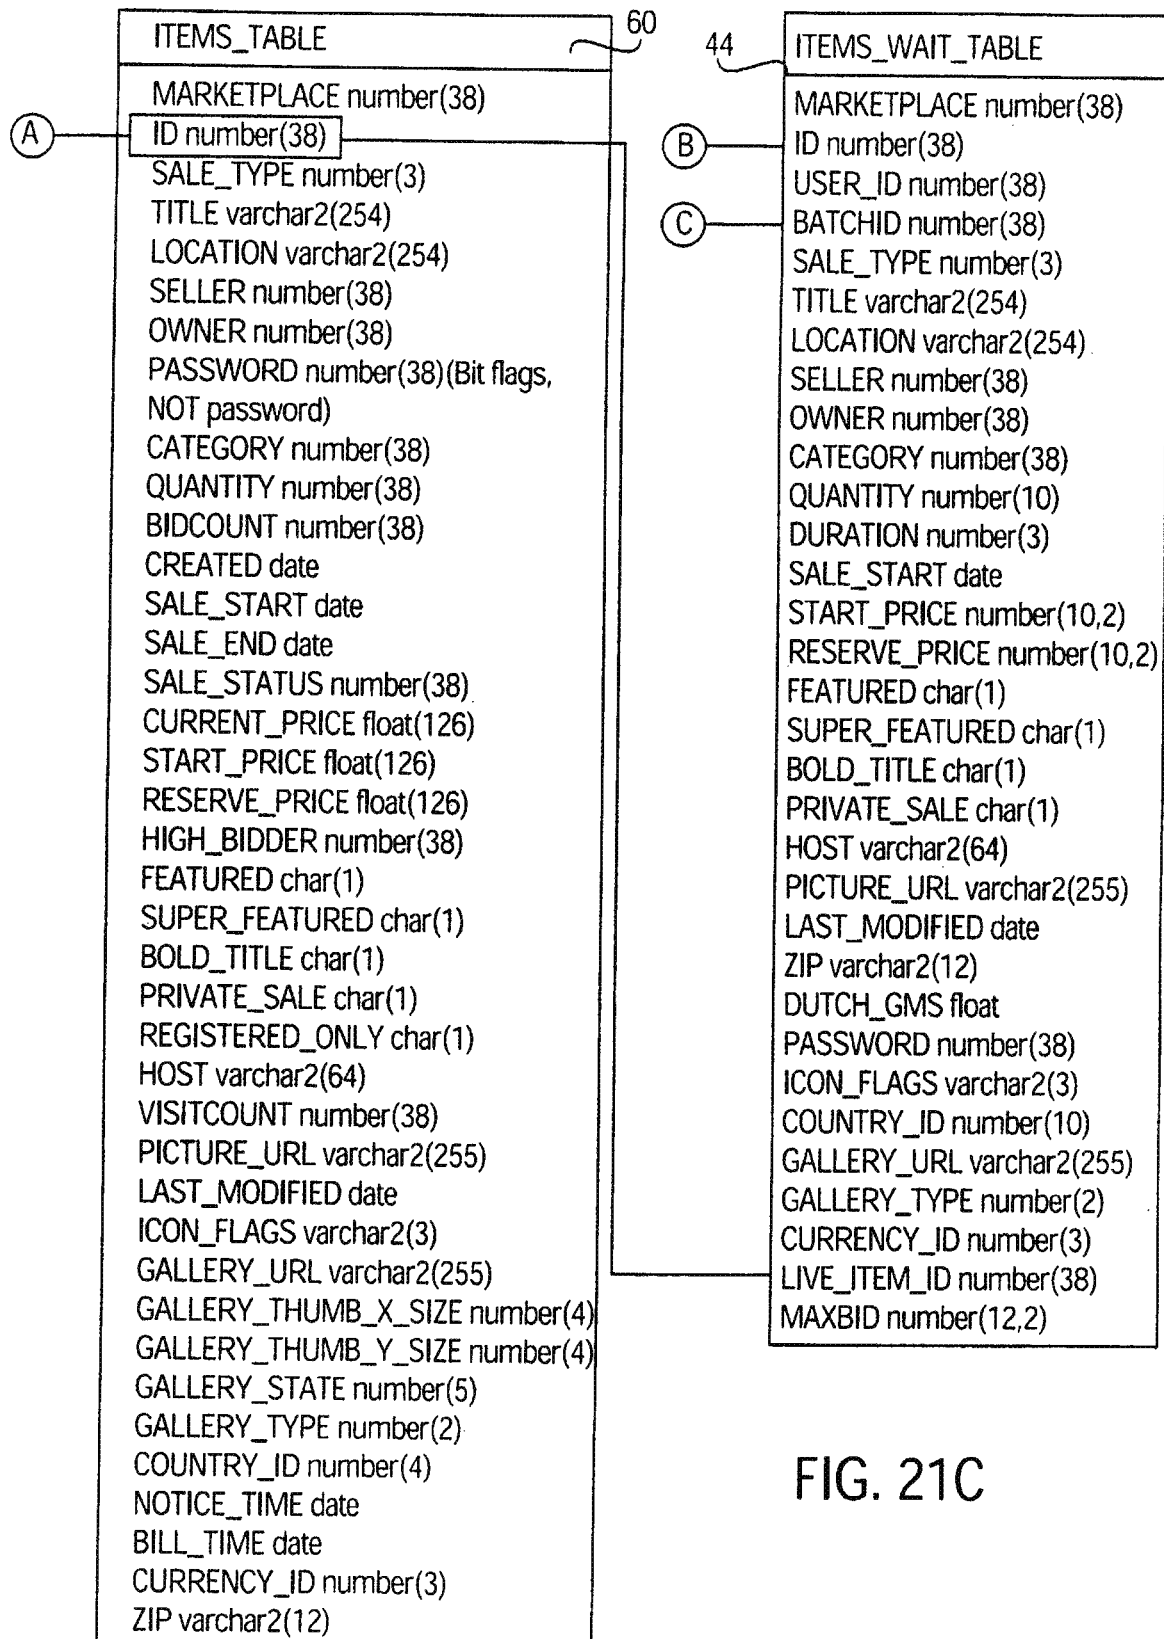 ITEMS_TABLE
60
MARKETPLACE number(38)
A
ID number(38)
SALE_TYPE number(3)
TITLE varchar2(254)
LOCATION varchar2(254)
SELLER number(38)
OWNER number(38)
PASSWORD number(38)(Bit flags,
NOT password)
CATEGORY number(38)
QUANTITY number(38)
BIDCOUNT number(38)
CREATED date
SALE_START date
SALE_END date
SALE_STATUS number(38)
CURRENT_PRICE float(126)
START_PRICE float(126)
RESERVE_PRICE float(126)
HIGH_BIDDER number(38)
FEATURED char(1)
SUPER_FEATURED char(1)
BOLD_TITLE char(1)
PRIVATE_SALE char(1)
REGISTERED_ONLY char(1)
HOST varchar2(64)
VISITCOUNT number(38)
PICTURE_URL varchar2(255)
LAST_MODIFIED date
ICON_FLAGS varchar2(3)
GALLERY_URL varchar2(255)
GALLERY_THUMB_X_SIZE number(4)
GALLERY_THUMB_Y_SIZE number(4)
GALLERY_STATE number(5)
GALLERY_TYPE number(2)
COUNTRY_ID number(4)
NOTICE_TIME date
BILL_TIME date
CURRENCY_ID number(3)
ZIP varchar2(12)
44
ITEMS_WAIT_TABLE
MARKETPLACE number(38)
B
ID number(38)
USER_ID number(38)
C
BATCHID number(38)
SALE_TYPE number(3)
TITLE varchar2(254)
LOCATION varchar2(254)
SELLER number(38)
OWNER number(38)
CATEGORY number(38)
QUANTITY number(10)
DURATION number(3)
SALE_START date
START_PRICE number(10,2)
RESERVE_PRICE number(10,2)
FEATURED char(1)
SUPER_FEATURED char(1)
BOLD_TITLE char(1)
PRIVATE_SALE char(1)
HOST varchar2(64)
PICTURE_URL varchar2(255)
LAST_MODIFIED date
ZIP varchar2(12)
DUTCH_GMS float
PASSWORD number(38)
ICON_FLAGS varchar2(3)
COUNTRY_ID number(10)
GALLERY_URL varchar2(255)
GALLERY_TYPE number(2)
CURRENCY_ID number(3)
LIVE_ITEM_ID number(38)
MAXBID number(12,2)
FIG. 21C